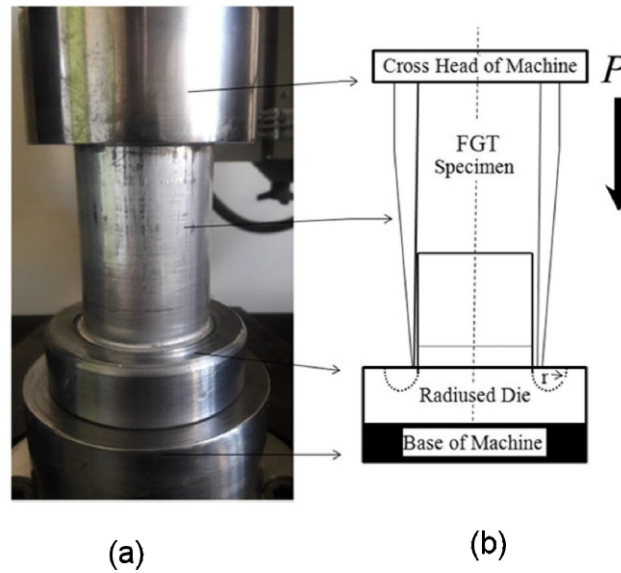 Cross Head of Machine
P
FGT
Specimen
r
Radiused Die
Base of Machine
(a)
(b)